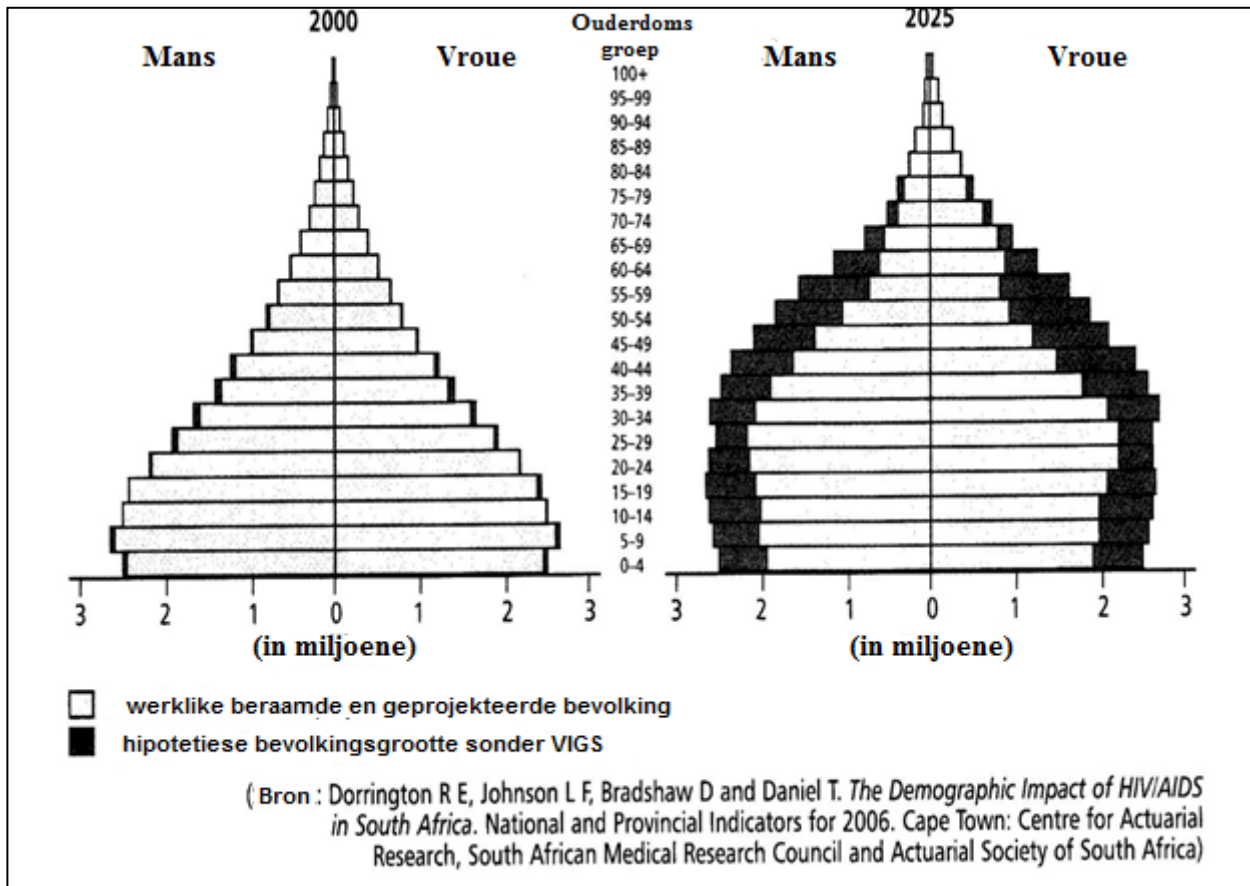 2000
Mans Vroue
Ouderdoms
groep
100+
95–99
90–94
85–89
80–84
75–79
70–74
65–69
60–64
55–59
50–54
45–49
40–44
35–39
30–34
25–29
20–24
15–19
10–14
5–9
0–4
3 2 1 0 1 2 3
(in miljoene)
2025
Mans Vroue
3 2 1 0 1 2 3
(in miljoene)
werklike beraamde en geprojekteerde bevolking
hipotetiese bevolkingsgrootte sonder VIGS
(Bron : Dorrington R E, Johnson L F, Bradshaw D and Daniel T. The Demographic Impact of HIV/AIDS
in South Africa. National and Provincial Indicators for 2006. Cape Town: Centre for Actuarial
Research, South African Medical Research Council and Actuarial Society of South Africa)